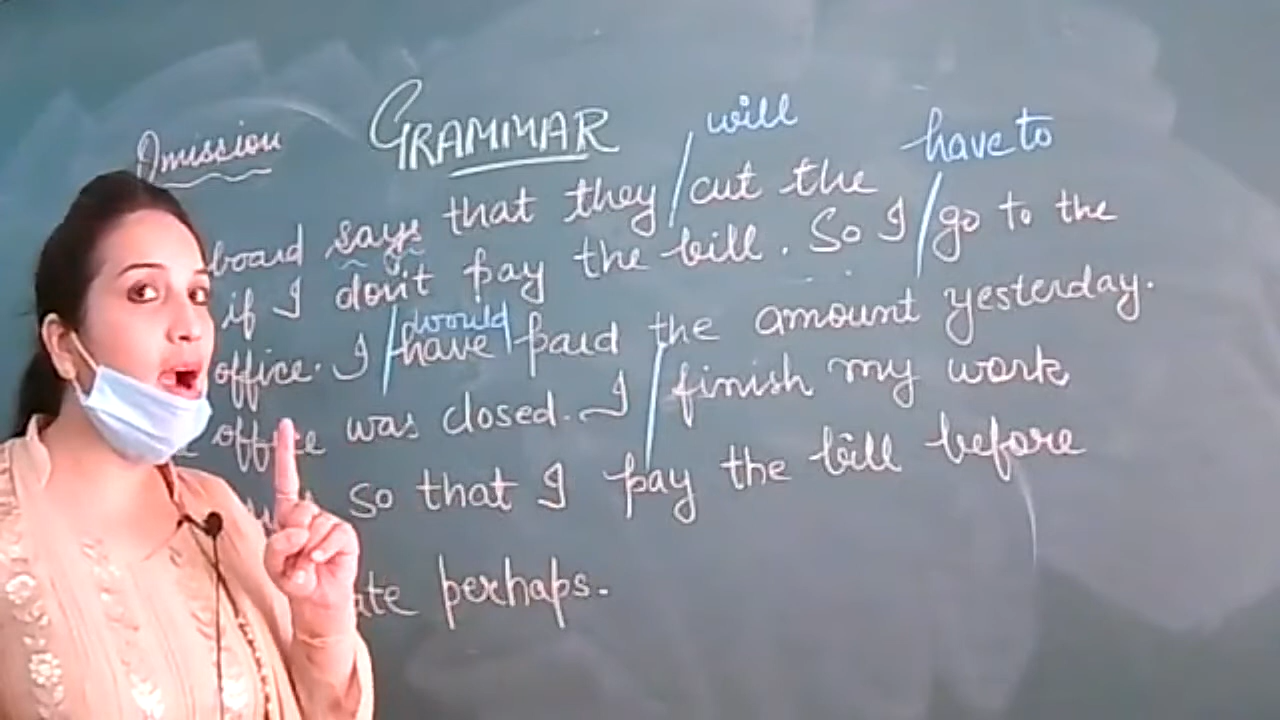 Omission GRAMMAR will have to
board says that they / cut the
if I don't pay the bill. So I / go to the
office. I / would have paid the amount yesterday.
office was closed. I / finish my work
so that I pay the bill before
perhaps.